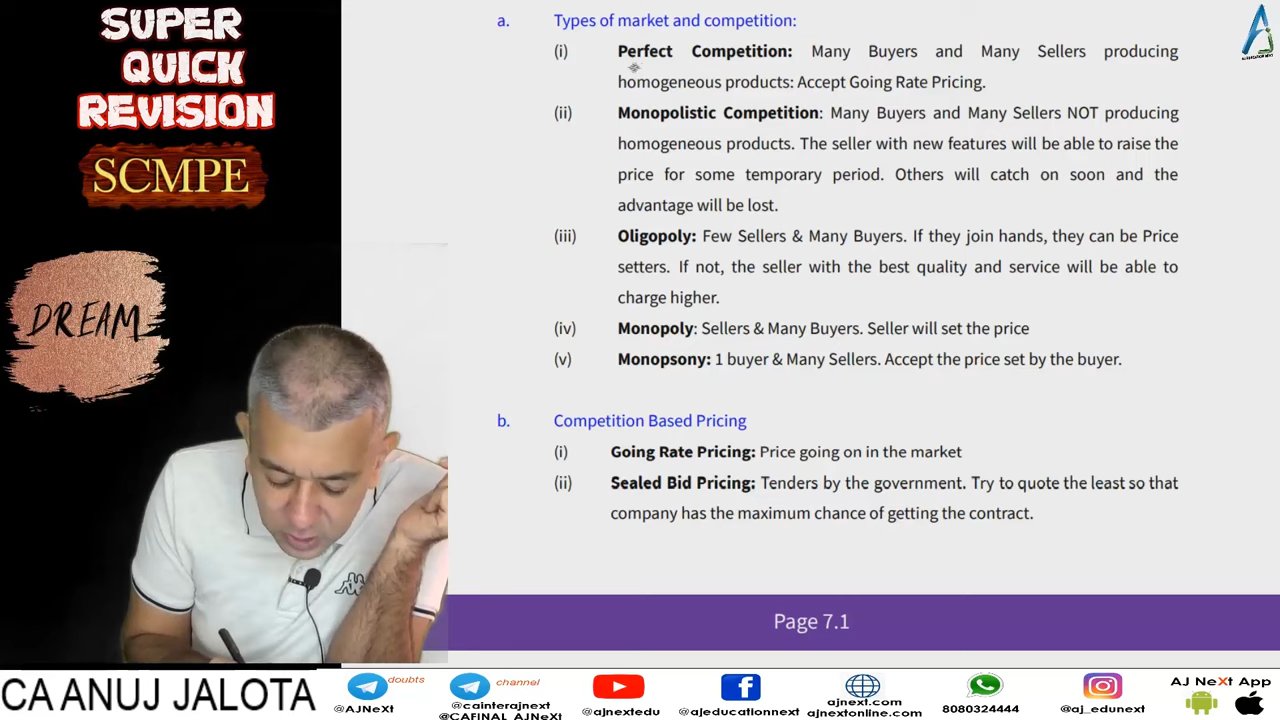 SUPER
QUICK
REVISION
SCMPE
DREAM
a. Types of market and competition:
(i) Perfect Competition: Many Buyers and Many Sellers producing
homogeneous products: Accept Going Rate Pricing.
(ii) Monopolistic Competition: Many Buyers and Many Sellers NOT producing
homogeneous products. The seller with new features will be able to raise the
price for some temporary period. Others will catch on soon and the
advantage will be lost.
(iii) Oligopoly: Few Sellers & Many Buyers. If they join hands, they can be Price
setters. If not, the seller with the best quality and service will be able to
charge higher.
(iv) Monopoly: Sellers & Many Buyers. Seller will set the price
(v) Monopsony: 1 buyer & Many Sellers. Accept the price set by the buyer.
b. Competition Based Pricing
(i) Going Rate Pricing: Price going on in the market
(ii) Sealed Bid Pricing: Tenders by the government. Try to quote the least so that
company has the maximum chance of getting the contract.
Page 7.1
CA ANUJ JALOTA
doubts
@AJNeXt
channel
@cainterajnext
@CAFINAL_AJNeXt
@ajnextedu
@ajeducationnext
ajnext.com
ajnextonline.com
8080324444
@aj_edunext
AJ NeXt App